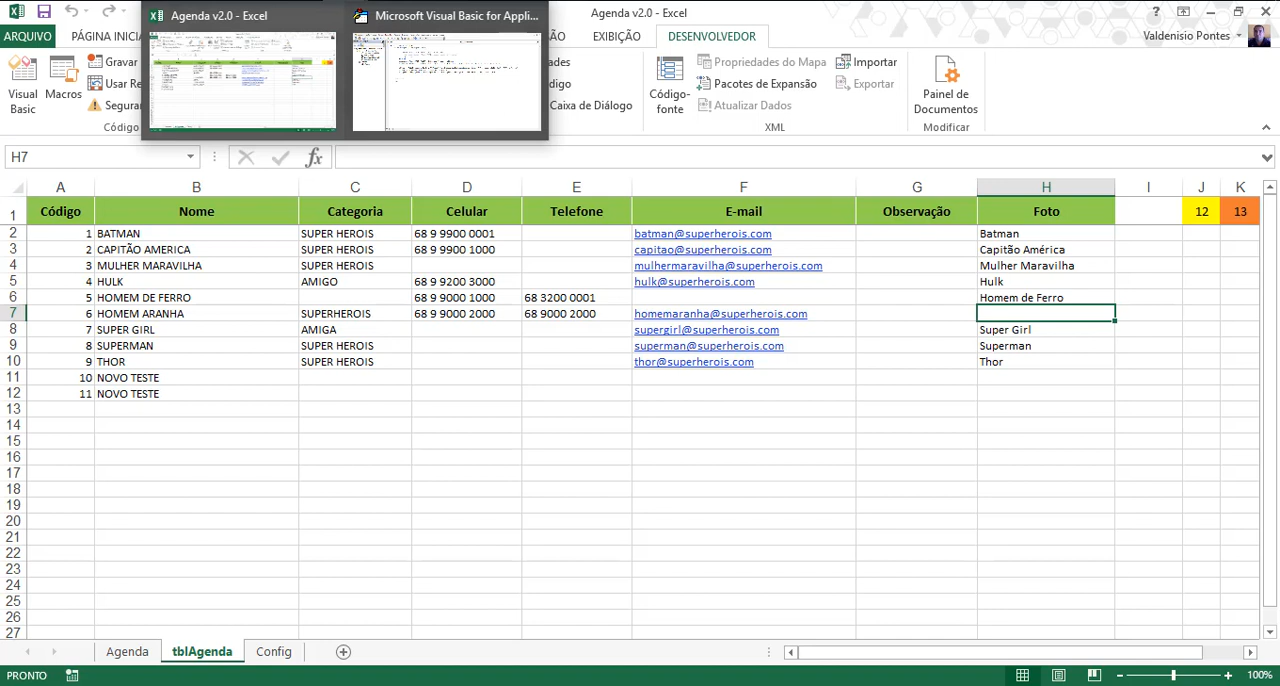 Agenda v2.0 - Excel
Microsoft Visual Basic for Appli...
Agenda v2.0 - Excel
?
ARQUIVO
PÁGINA INICIA
ÃO
EXIBIÇÃO
DESENVOLVEDOR
Valdenisio Pontes
Visual Basic
Macros
Gravar
Usar Re
Segurar
Código
des
digo
Caixa de Diálogo
Código-fonte
Propriedades do Mapa
Pacotes de Expansão
Atualizar Dados
Importar
Exportar
XML
Painel de Documentos
Modificar
H7
fx
A B C D E F G H I J K
1 Código Nome Categoria Celular Telefone E-mail Observação Foto 12 13
2 1 BATMAN SUPER HEROIS 68 9 9900 0001 batman@superherois.com Batman
3 2 CAPITÃO AMERICA SUPER HEROIS 68 9 9900 1000 capitao@superherois.com Capitão América
4 3 MULHER MARAVILHA SUPER HEROIS mulhermaravilha@superherois.com Mulher Maravilha
5 4 HULK AMIGO 68 9 9200 3000 hulk@superherois.com Hulk
6 5 HOMEM DE FERRO 68 9 9000 1000 68 3200 0001 Homem de Ferro
7 6 HOMEM ARANHA SUPERHEROIS 68 9 9000 2000 68 9000 2000 homemaranha@superherois.com
8 7 SUPER GIRL AMIGA supergirl@superherois.com Super Girl
9 8 SUPERMAN SUPER HEROIS superman@superherois.com Superman
10 9 THOR SUPER HEROIS thor@superherois.com Thor
11 10 NOVO TESTE
12 11 NOVO TESTE
13
14
15
16
17
18
19
20
21
22
23
24
25
26
27
Agenda
tblAgenda
Config
PRONTO
100%